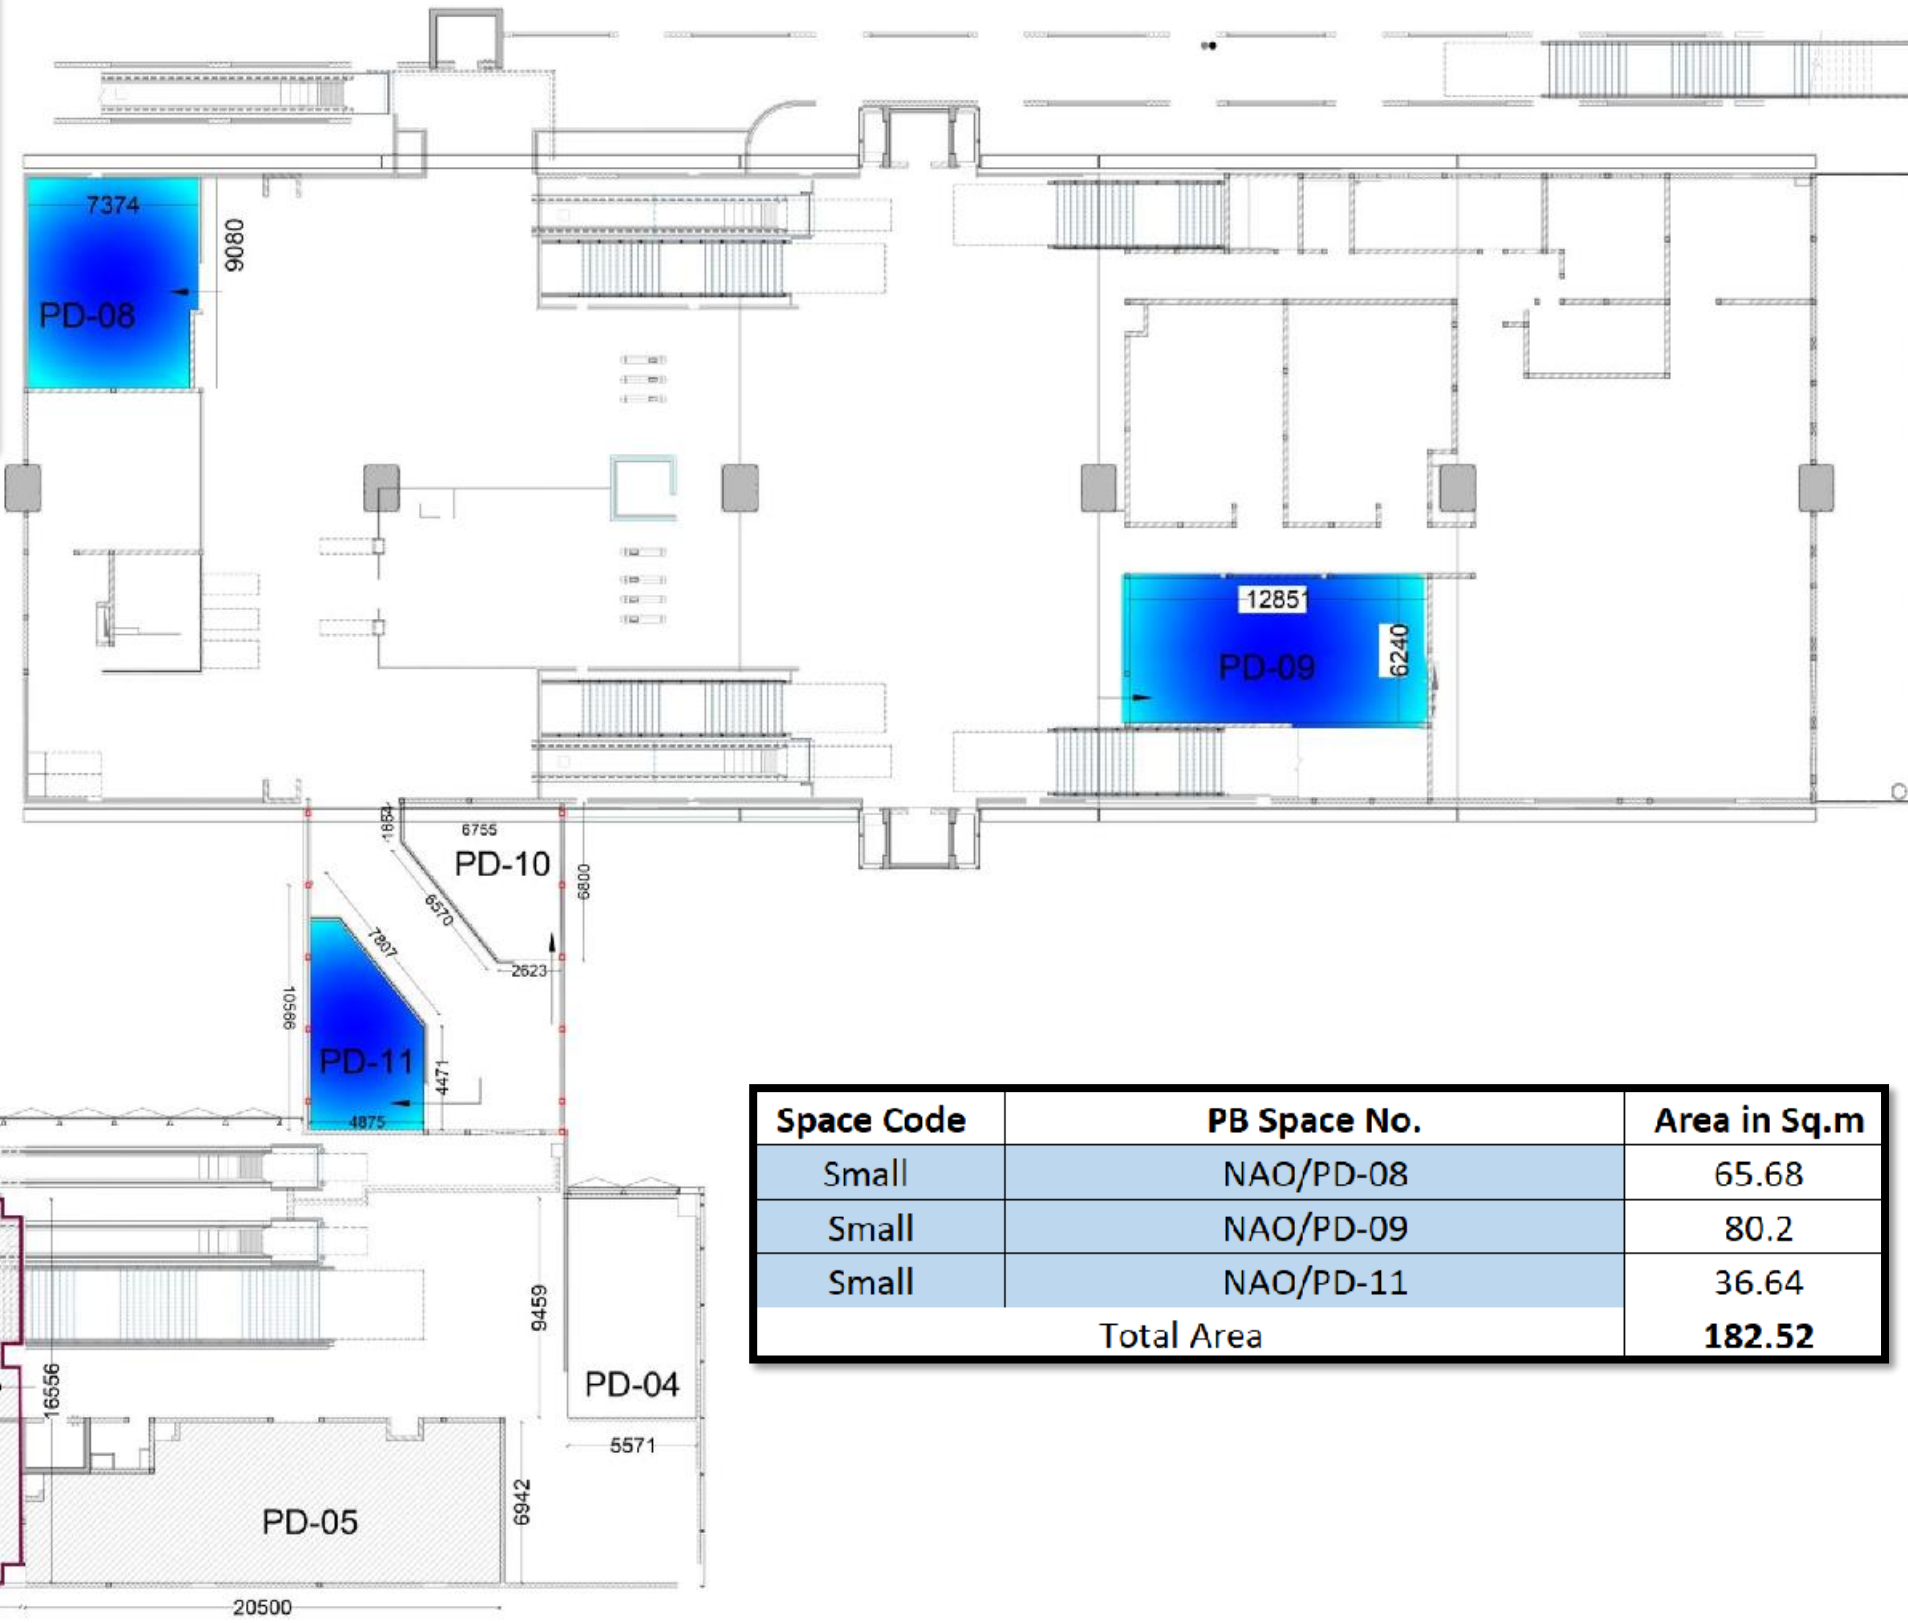 7374
9080
PD-08
12851
6240
PD-09
1854
6755
PD-10
6800
6570
2623
7807
10566
PD-11
4471
4875
Space Code PB Space No. Area in Sq.m
Small NAO/PD-08 65.68
Small NAO/PD-09 80.2
Small NAO/PD-11 36.64
Total Area 182.52
9459
PD-04
5571
16556
PD-05
6942
20500